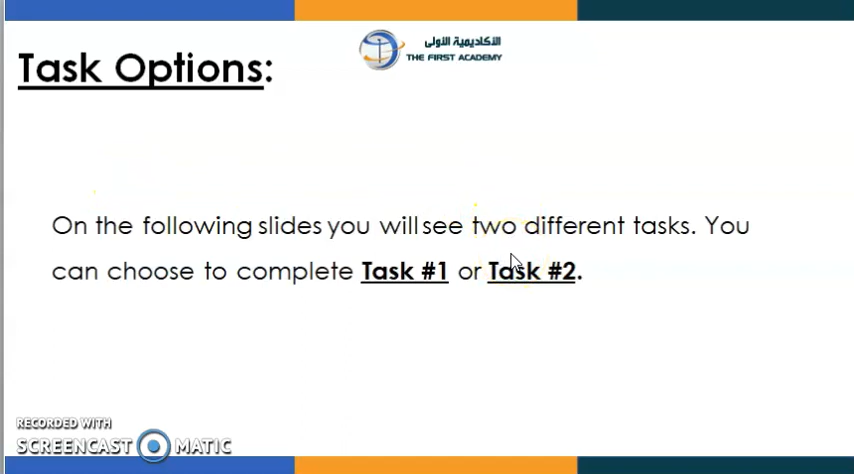 الأكاديمية الأولى
THE FIRST ACADEMY
Task Options:
On the following slides you will see two different tasks. You
can choose to complete Task #1 or Task #2.
RECORDED WITH
SCREENCAST MATIC